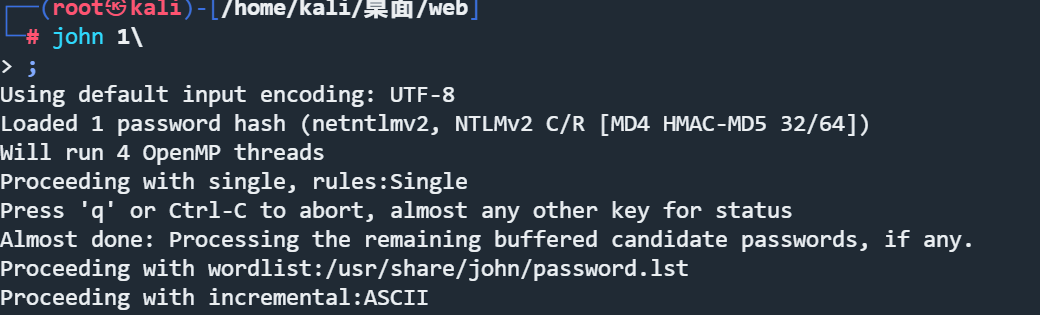 ┌──(root㉿kali)-[/home/kali/桌面/web]
└─# john 1\
> ;
Using default input encoding: UTF-8
Loaded 1 password hash (netntlmv2, NTLMv2 C/R [MD4 HMAC-MD5 32/64])
Will run 4 OpenMP threads
Proceeding with single, rules:Single
Press 'q' or Ctrl-C to abort, almost any other key for status
Almost done: Processing the remaining buffered candidate passwords, if any.
Proceeding with wordlist:/usr/share/john/password.lst
Proceeding with incremental:ASCII